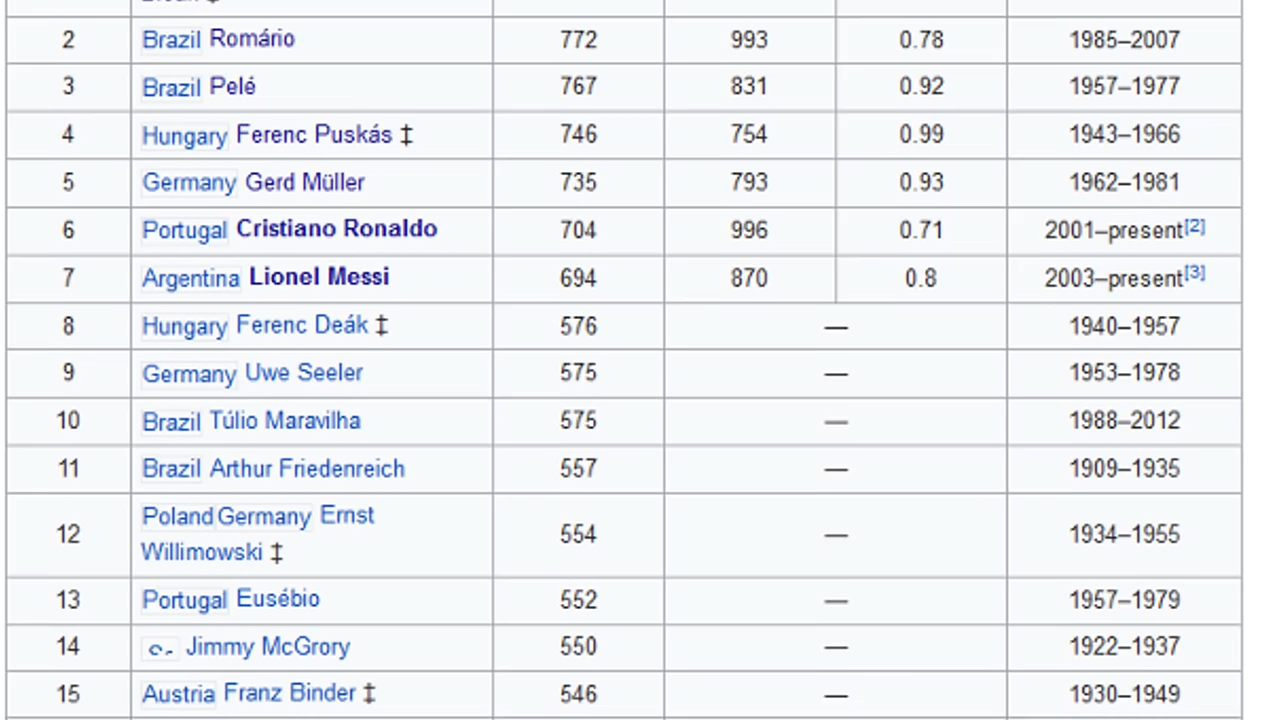 2 Brazil Romário 772 993 0.78 1985–2007
3 Brazil Pelé 767 831 0.92 1957–1977
4 Hungary Ferenc Puskás ‡ 746 754 0.99 1943–1966
5 Germany Gerd Müller 735 793 0.93 1962–1981
6 Portugal Cristiano Ronaldo 704 996 0.71 2001–present[2]
7 Argentina Lionel Messi 694 870 0.8 2003–present[3]
8 Hungary Ferenc Deák ‡ 576 — 1940–1957
9 Germany Uwe Seeler 575 — 1953–1978
10 Brazil Túlio Maravilha 575 — 1988–2012
11 Brazil Arthur Friedenreich 557 — 1909–1935
12 Poland Germany Ernst
Willimowski ‡ 554 — 1934–1955
13 Portugal Eusébio 552 — 1957–1979
14 Jimmy McGrory 550 — 1922–1937
15 Austria Franz Binder ‡ 546 — 1930–1949